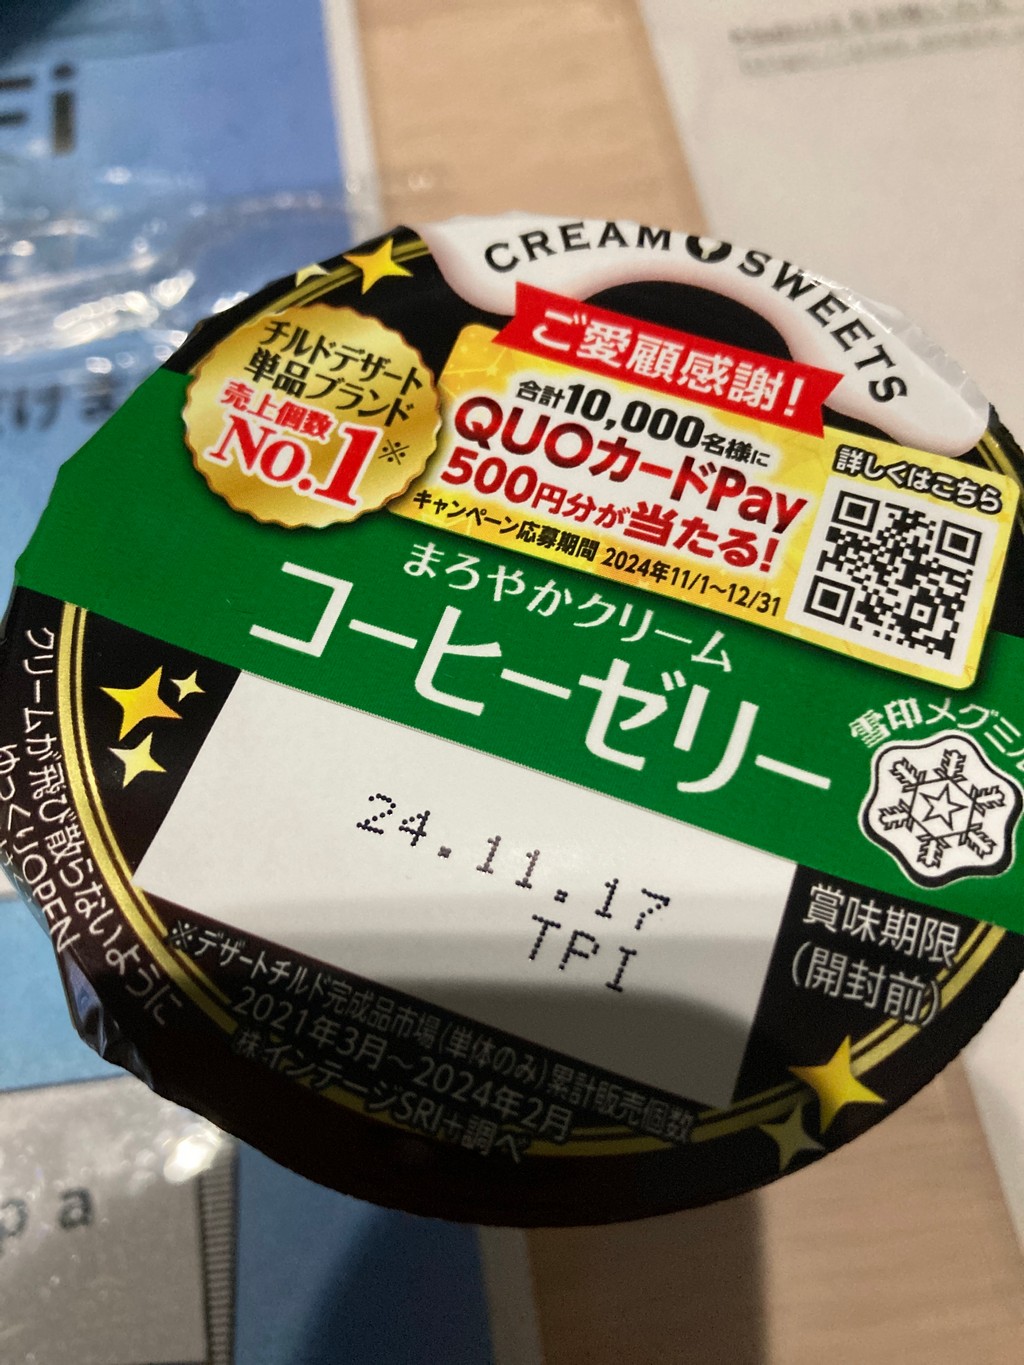 Fi
CREAM SWEETS
ご愛顧感謝!
チルドデザート
単品ブランド
売上個数
No.1※
合計10,000名様に
QUOカードPay
500円分が当たる!
キャンペーン応募期間 2024年11/1～12/31
詳しくはこちら
まろやかクリーム
コーヒーゼリー
雪印メグミル
24.11.17
TPI
賞味期限
(開封前)
クリームが飛び散らないように
ゆっくりOPEN
※デザートチルド完成品市場(単体のみ)累計販売個数
2021年3月～2024年2月
㈱インテージSRI+調べ
pa